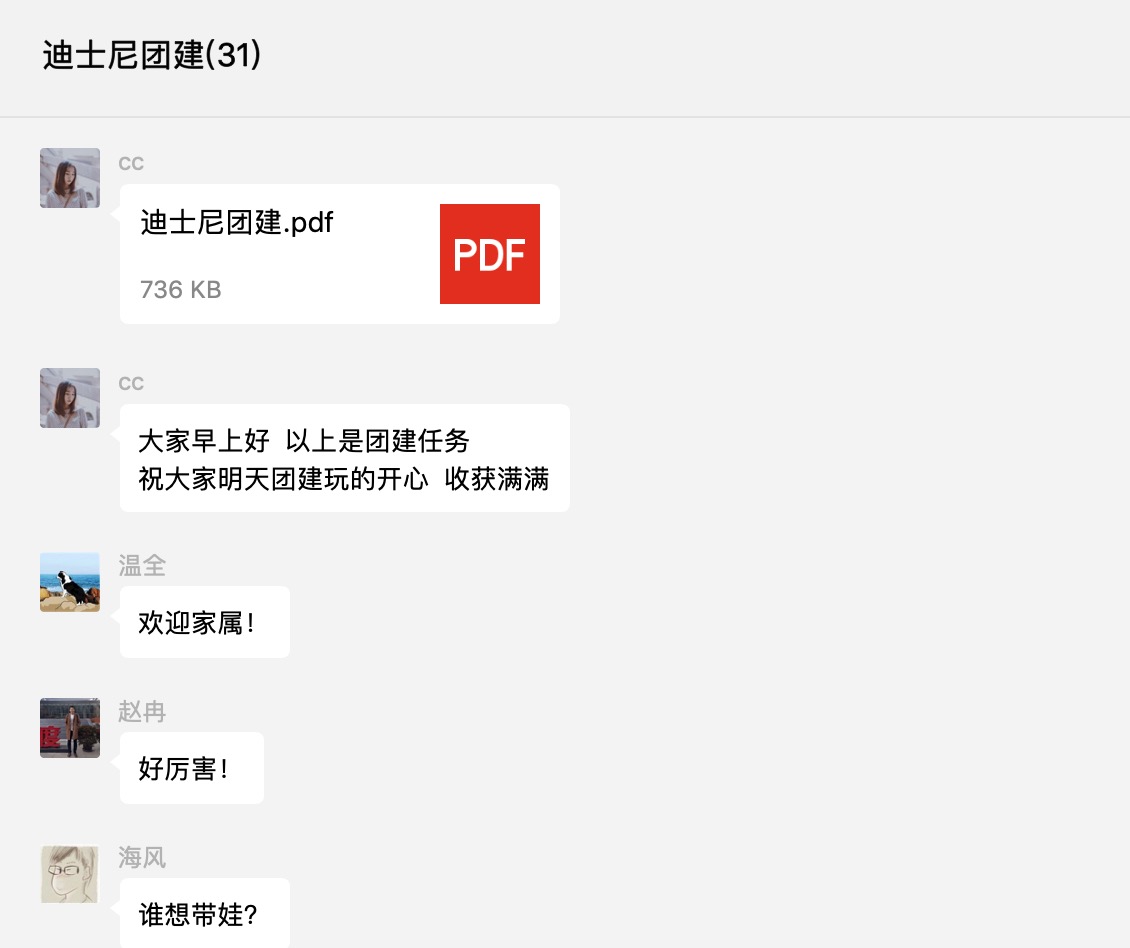 迪士尼团建(31)
cc
迪士尼团建.pdf
PDF
736 KB
cc
大家早上好  以上是团建任务
祝大家明天团建玩的开心  收获满满
温全
欢迎家属！
赵冉
好厉害！
海风
谁想带娃？